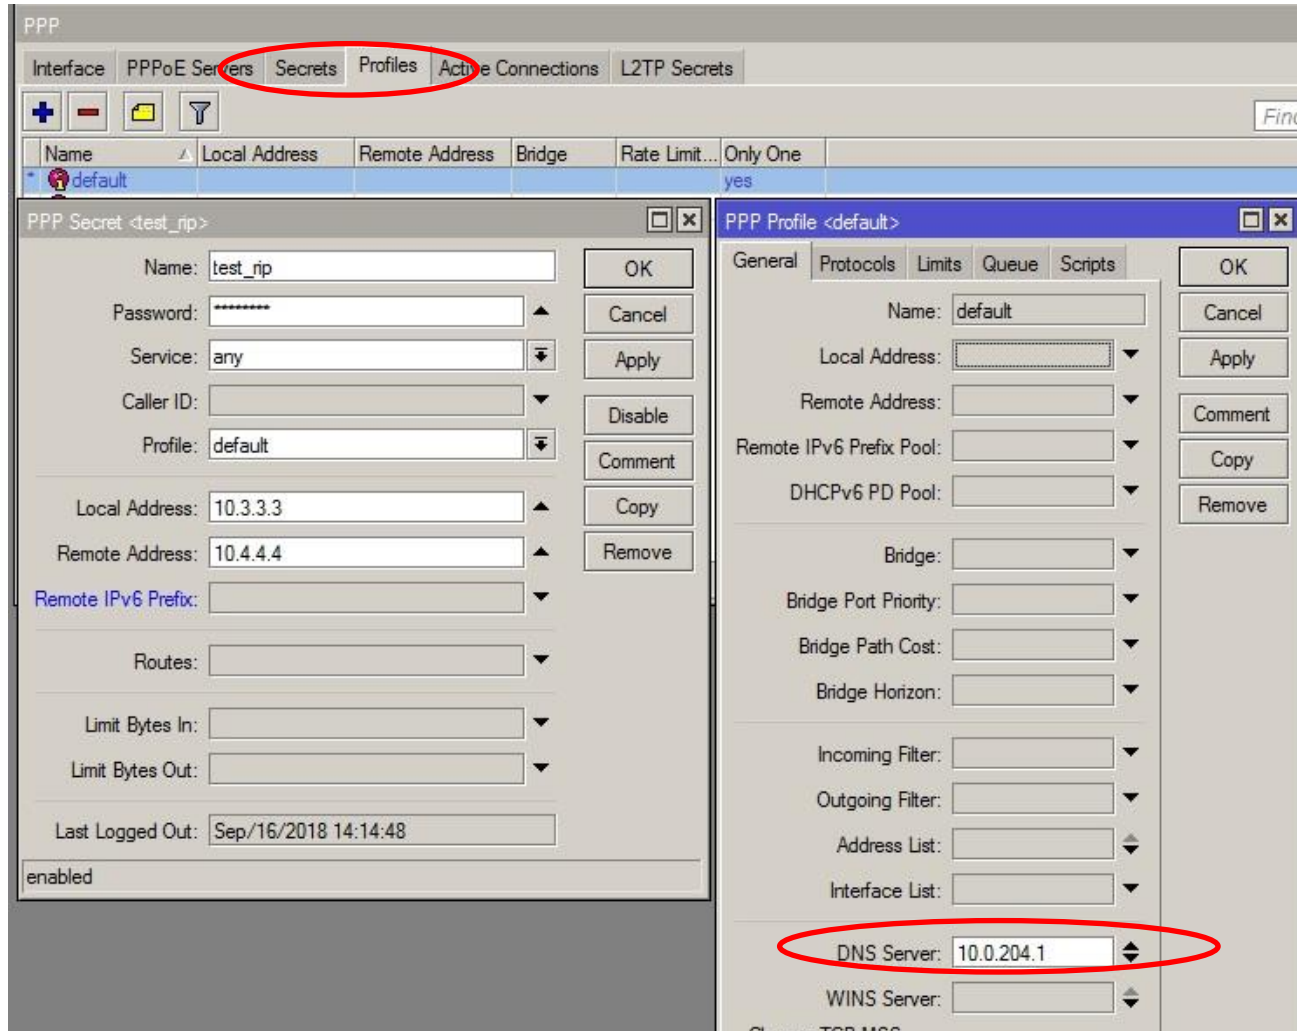 PPP
Interface PPPoE Servers Secrets Profiles Active Connections L2TP Secrets
Find
Name Local Address Remote Address Bridge Rate Limit... Only One
* default yes
PPP Secret <test_rip>
Name: test_rip OK
Password: ******** Cancel
Service: any Apply
Caller ID: Disable
Profile: default Comment
Local Address: 10.3.3.3 Copy
Remote Address: 10.4.4.4 Remove
Remote IPv6 Prefix:
Routes:
Limit Bytes In:
Limit Bytes Out:
Last Logged Out: Sep/16/2018 14:14:48
enabled
PPP Profile <default>
General Protocols Limits Queue Scripts OK
Name: default Cancel
Local Address: Apply
Remote Address: Comment
Remote IPv6 Prefix Pool: Copy
DHCPv6 PD Pool: Remove
Bridge:
Bridge Port Priority:
Bridge Path Cost:
Bridge Horizon:
Incoming Filter:
Outgoing Filter:
Address List:
Interface List:
DNS Server: 10.0.204.1
WINS Server:
Change TCP MSS